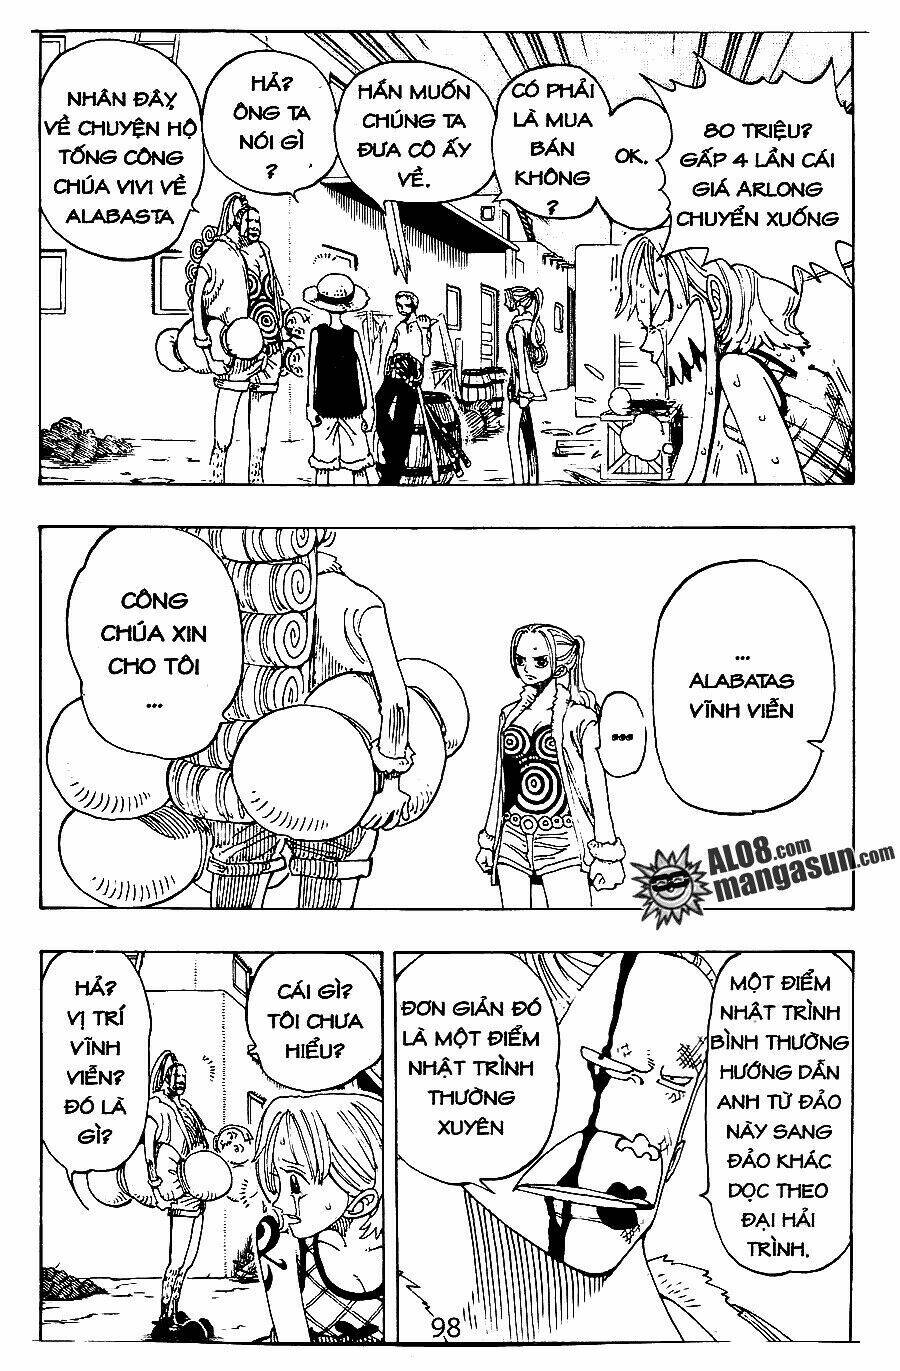 80 TRIỆU?
GẤP 4 LẦN CÁI
GIÁ ARLONG
CHUYỂN XUỐNG
OK.
CÓ PHẢI
LÀ MUA
BÁN
KHÔNG
?
HẮN MUỐN
CHÚNG TA
ĐƯA CÔ ẤY
VỀ.
HẢ?
ÔNG TA
NÓI GÌ
?
NHÂN ĐÂY,
VỀ CHUYỆN HỘ
TỐNG CÔNG
CHÚA VIVI VỀ
ALABASTA
...
ALABATAS
VĨNH VIỄN
...
CÔNG
CHÚA XIN
CHO TÔI
...
AL08.com
mangasun.com
MỘT ĐIỂM
NHẬT TRÌNH
BÌNH THƯỜNG
HƯỚNG DẪN
ANH TỪ ĐẢO
NÀY SANG
ĐẢO KHÁC
DỌC THEO
ĐẠI HẢI
TRÌNH.
ĐƠN GIẢN ĐÓ
LÀ MỘT ĐIỂM
NHẬT TRÌNH
THƯỜNG
XUYÊN
CÁI GÌ?
TÔI CHƯA
HIỂU?
HẢ?
VỊ TRÍ
VĨNH
VIỄN?
ĐÓ LÀ
GÌ?
98